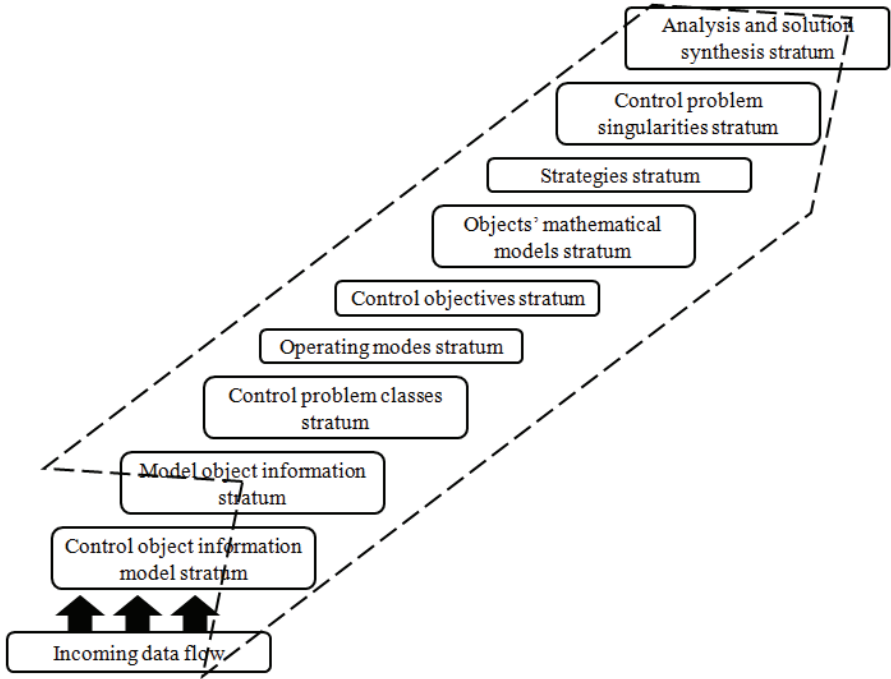 Analysis and solution
synthesis stratum
Control problem
singularities stratum
Strategies stratum
Objects’ mathematical
models stratum
Control objectives stratum
Operating modes stratum
Control problem classes
stratum
Model object information
stratum
Control object information
model stratum
Incoming data flow